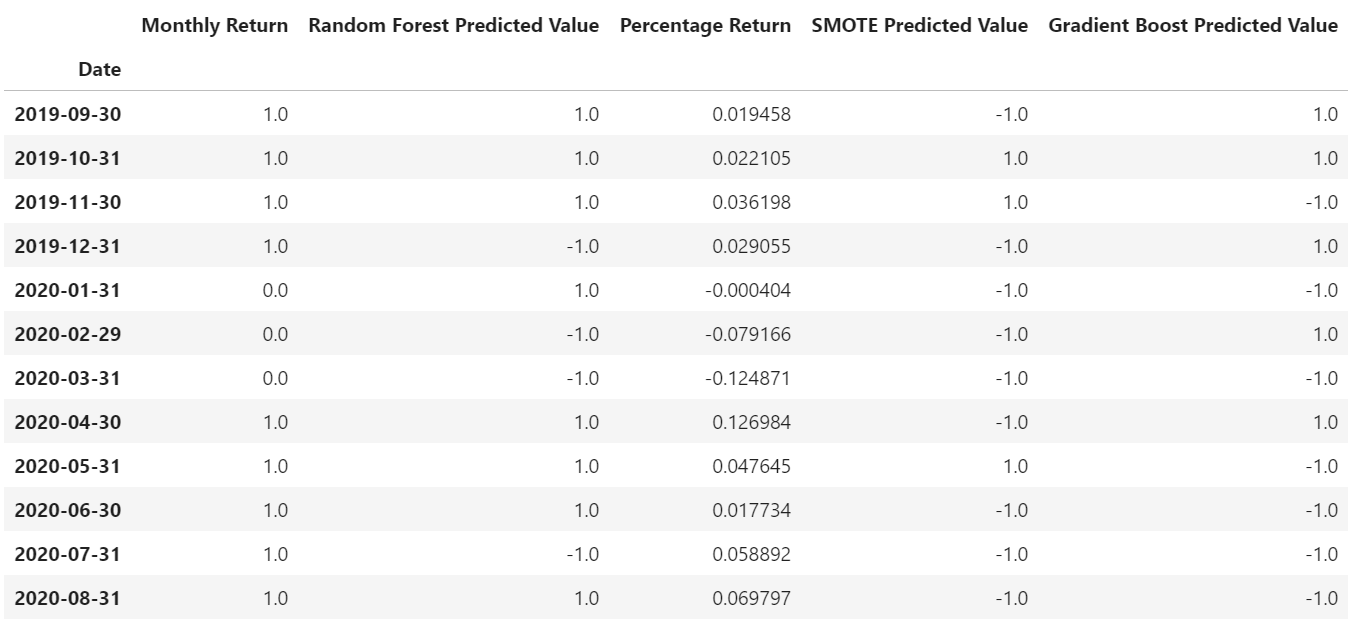 Monthly Return Random Forest Predicted Value Percentage Return SMOTE Predicted Value Gradient Boost Predicted Value
Date
2019-09-30 1.0 1.0 0.019458 -1.0 1.0
2019-10-31 1.0 1.0 0.022105 1.0 1.0
2019-11-30 1.0 1.0 0.036198 1.0 -1.0
2019-12-31 1.0 -1.0 0.029055 -1.0 1.0
2020-01-31 0.0 1.0 -0.000404 -1.0 -1.0
2020-02-29 0.0 -1.0 -0.079166 -1.0 1.0
2020-03-31 0.0 -1.0 -0.124871 -1.0 -1.0
2020-04-30 1.0 1.0 0.126984 -1.0 1.0
2020-05-31 1.0 1.0 0.047645 1.0 -1.0
2020-06-30 1.0 1.0 0.017734 -1.0 -1.0
2020-07-31 1.0 -1.0 0.058892 -1.0 -1.0
2020-08-31 1.0 1.0 0.069797 -1.0 -1.0